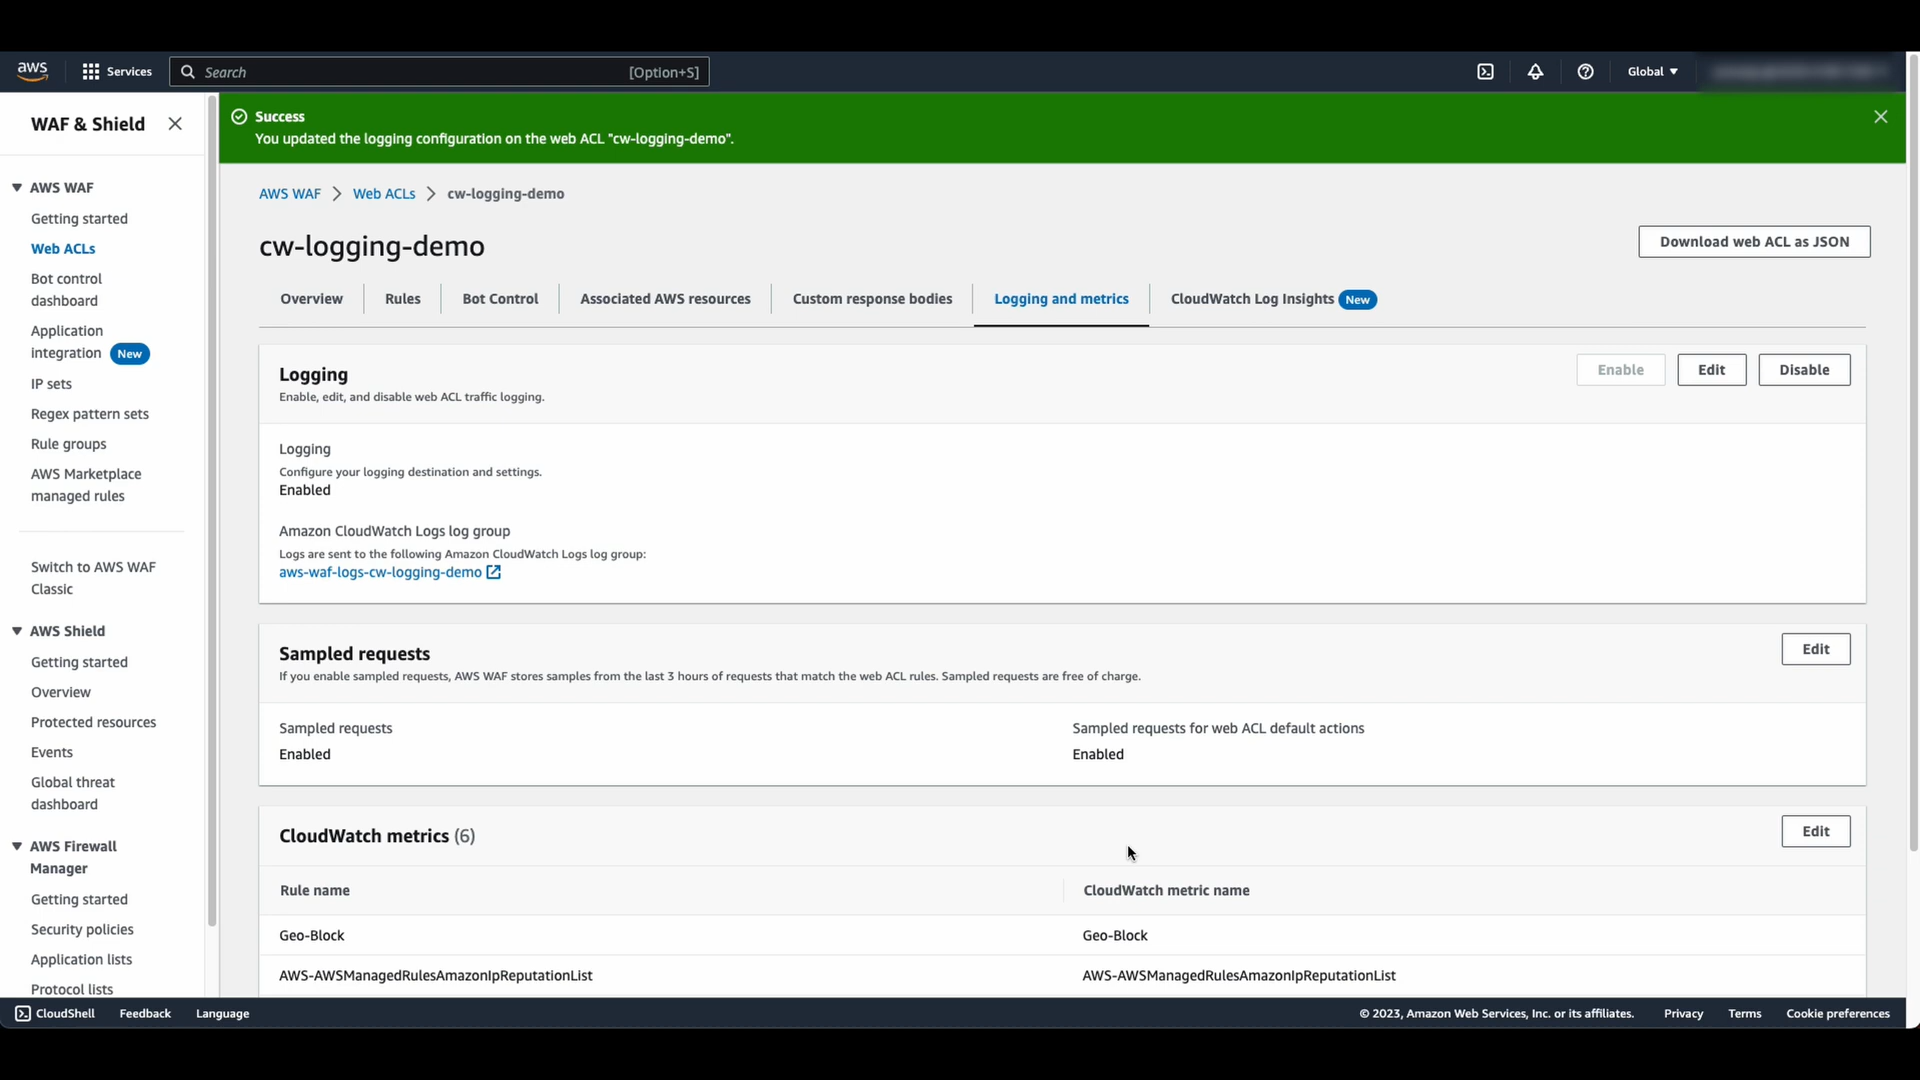 aws
Services
Search
[Option+S]
Global
WAF & Shield
AWS WAF
Getting started
Web ACLs
Bot control
dashboard
Application
integration New
IP sets
Regex pattern sets
Rule groups
AWS Marketplace
managed rules
Switch to AWS WAF
Classic
AWS Shield
Getting started
Overview
Protected resources
Events
Global threat
dashboard
AWS Firewall
Manager
Getting started
Security policies
Application lists
Protocol lists
Success
You updated the logging configuration on the web ACL "cw-logging-demo".
AWS WAF > Web ACLs > cw-logging-demo
cw-logging-demo
Download web ACL as JSON
Overview
Rules
Bot Control
Associated AWS resources
Custom response bodies
Logging and metrics
CloudWatch Log Insights New
Logging
Enable, edit, and disable web ACL traffic logging.
Enable
Edit
Disable
Logging
Configure your logging destination and settings.
Enabled
Amazon CloudWatch Logs log group
Logs are sent to the following Amazon CloudWatch Logs log group:
aws-waf-logs-cw-logging-demo
Sampled requests
If you enable sampled requests, AWS WAF stores samples from the last 3 hours of requests that match the web ACL rules. Sampled requests are free of charge.
Edit
Sampled requests
Enabled
Sampled requests for web ACL default actions
Enabled
CloudWatch metrics (6)
Edit
Rule name
CloudWatch metric name
Geo-Block
Geo-Block
AWS-AWSManagedRulesAmazonIpReputationList
AWS-AWSManagedRulesAmazonIpReputationList
CloudShell
Feedback
Language
© 2023, Amazon Web Services, Inc. or its affiliates.
Privacy
Terms
Cookie preferences